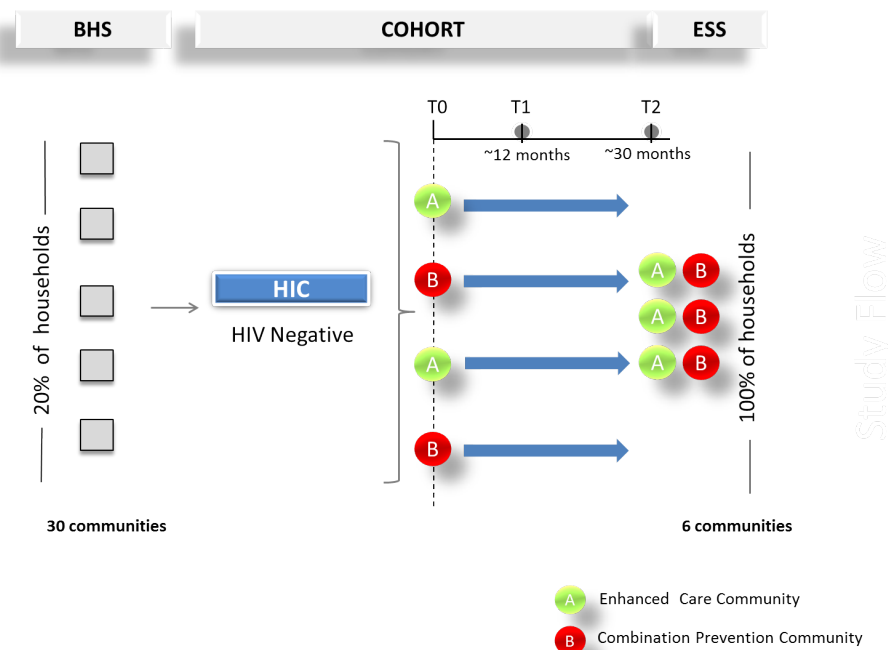 BHS
COHORT
ESS
T0
T1
T2
~12 months
~30 months
20% of households
HIC
HIV Negative
A
B
A
B
A B
A B
A B
100% of households
Study Flow
30 communities
6 communities
A Enhanced Care Community
B Combination Prevention Community